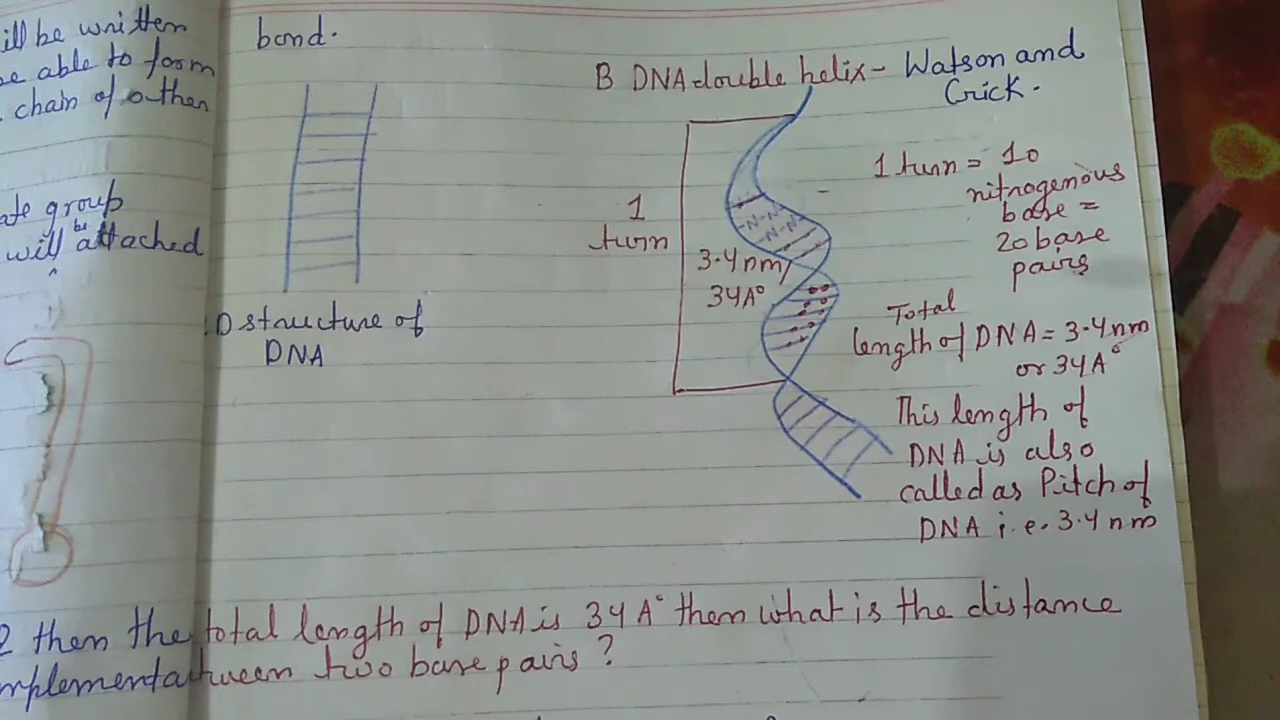 ill be written
be able to form
chain of other
ate group
will be attached
bond.
D structure of
DNA
B DNA double helix - Watson and
Crick.
1
turn
3.4 nm/
34A°
-N-N-
-N-N-
1 turn = 10
nitrogenous
base =
20 base
pairs
Total
length of DNA = 3.4 nm
or 34A°
This length of
DNA is also
called as Pitch of
DNA i.e. 3.4 nm
2 then the total length of DNA is 34A° then what is the distance
mplementa tween two base pairs?